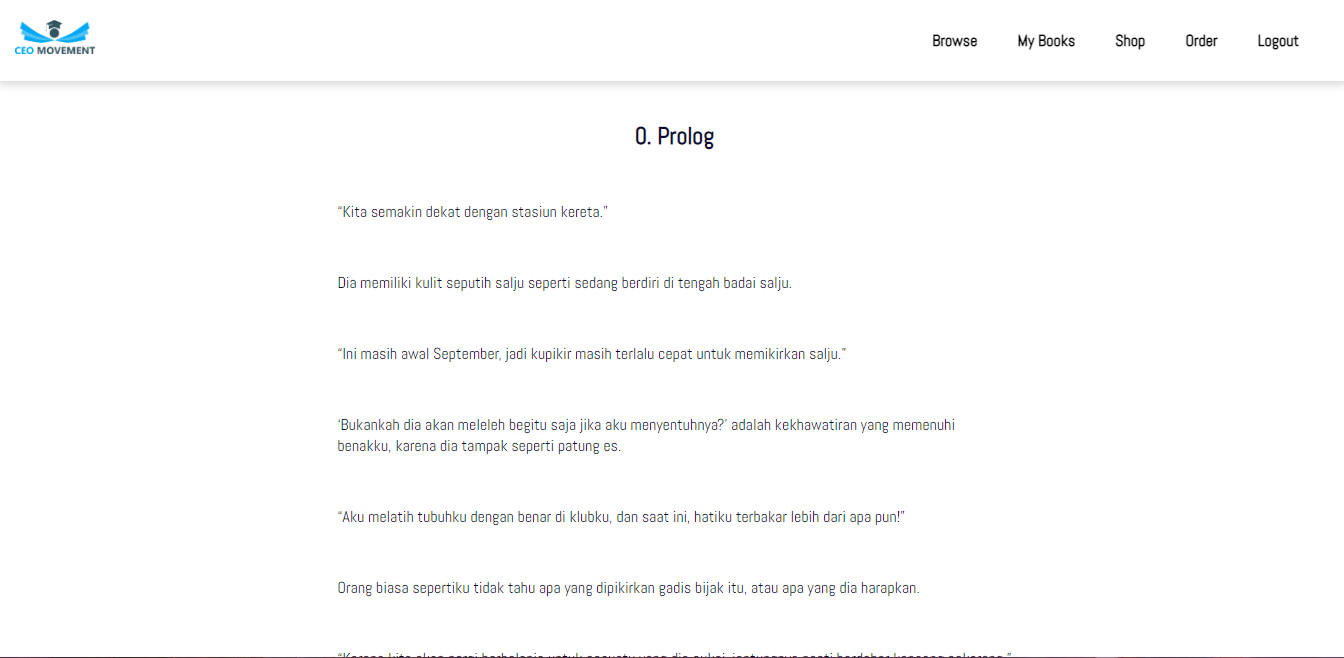 CEO MOVEMENT
Browse
My Books
Shop
Order
Logout
0. Prolog
“Kita semakin dekat dengan stasiun kereta.”
Dia memiliki kulit seputih salju seperti sedang berdiri di tengah badai salju.
“Ini masih awal September, jadi kupikir masih terlalu cepat untuk memikirkan salju.”
‘Bukankah dia akan meleleh begitu saja jika aku menyentuhnya?’ adalah kekhawatiran yang memenuhi
benakku, karena dia tampak seperti patung es.
“Aku melatih tubuhku dengan benar di klubku, dan saat ini, hatiku terbakar lebih dari apa pun!”
Orang biasa sepertiku tidak tahu apa yang dipikirkan gadis bijak itu, atau apa yang dia harapkan.